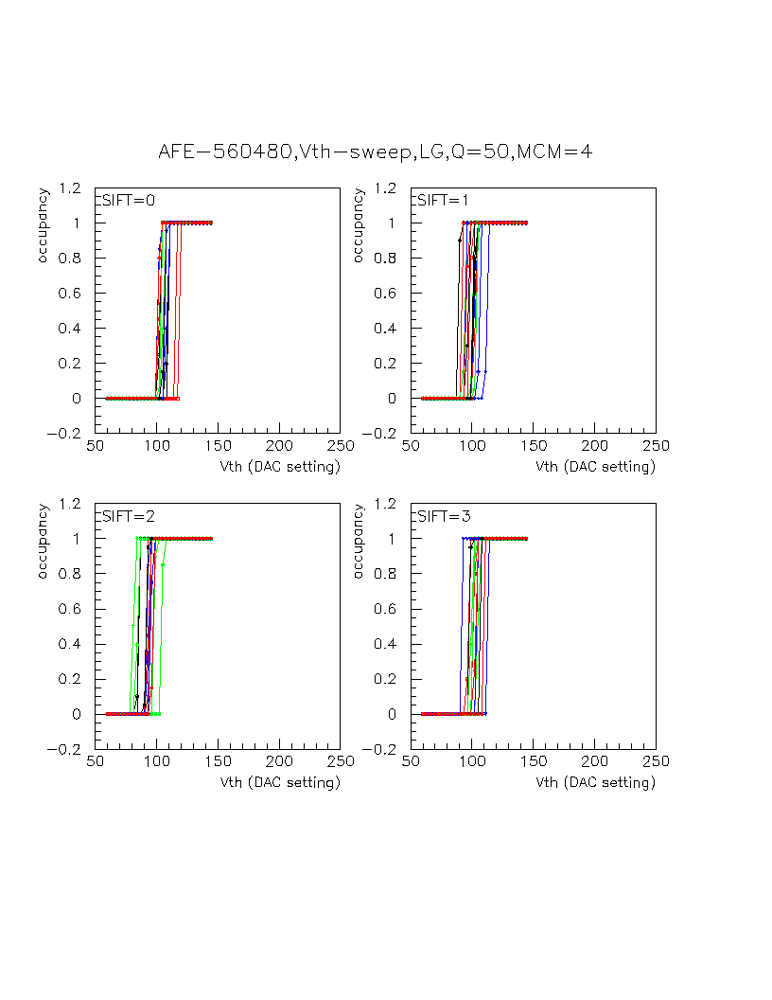 AFE-560480,Vth-sweep,LG,Q=50,MCM=4
occupancy
SIFT=0
1.2
1
0.8
0.6
0.4
0.2
0
-0.2
50 100 150 200 250
Vth (DAC setting)
occupancy
SIFT=1
1.2
1
0.8
0.6
0.4
0.2
0
-0.2
50 100 150 200 250
Vth (DAC setting)
occupancy
SIFT=2
1.2
1
0.8
0.6
0.4
0.2
0
-0.2
50 100 150 200 250
Vth (DAC setting)
occupancy
SIFT=3
1.2
1
0.8
0.6
0.4
0.2
0
-0.2
50 100 150 200 250
Vth (DAC setting)